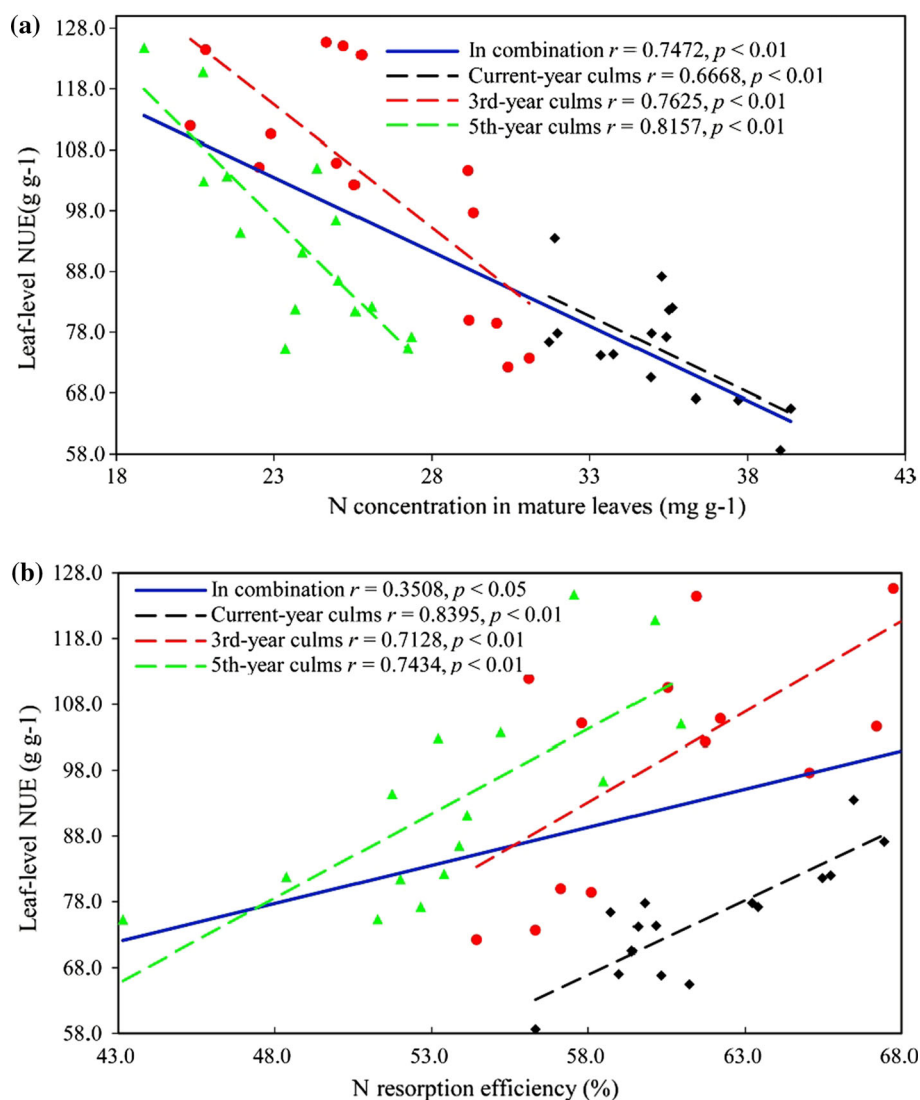 (a)
128.0
118.0
108.0
98.0
88.0
78.0
68.0
58.0
Leaf-level NUE(g g-1)
In combination r = 0.7472, p < 0.01
Current-year culms r = 0.6668, p < 0.01
3rd-year culms r = 0.7625, p < 0.01
5th-year culms r = 0.8157, p < 0.01
18 23 28 33 38 43
N concentration in mature leaves (mg g-1)
(b)
128.0
118.0
108.0
98.0
88.0
78.0
68.0
58.0
Leaf-level NUE (g g-1)
In combination r = 0.3508, p < 0.05
Current-year culms r = 0.8395, p < 0.01
3rd-year culms r = 0.7128, p < 0.01
5th-year culms r = 0.7434, p < 0.01
43.0 48.0 53.0 58.0 63.0 68.0
N resorption efficiency (%)